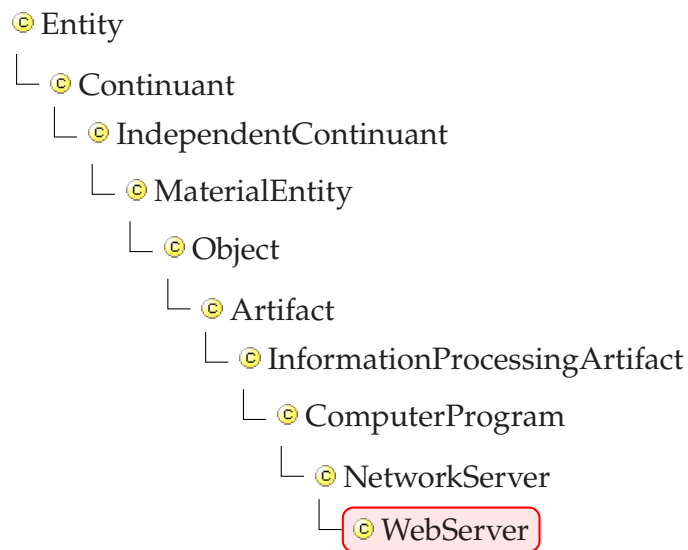 Entity
Continuant
IndependentContinuant
MaterialEntity
Object
Artifact
InformationProcessingArtifact
ComputerProgram
NetworkServer
WebServer